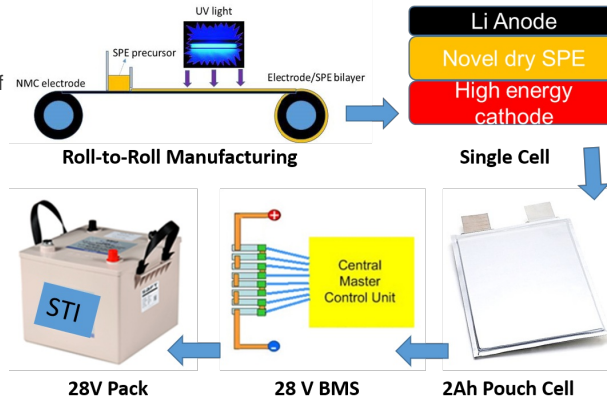 UV light
SPE precursor
f
NMC electrode
Electrode/SPE bilayer
Roll-to-Roll Manufacturing
Li Anode
Novel dry SPE
High energy
cathode
Single Cell
STI
28V Pack
Central
Master
Control Unit
28 V BMS
2Ah Pouch Cell